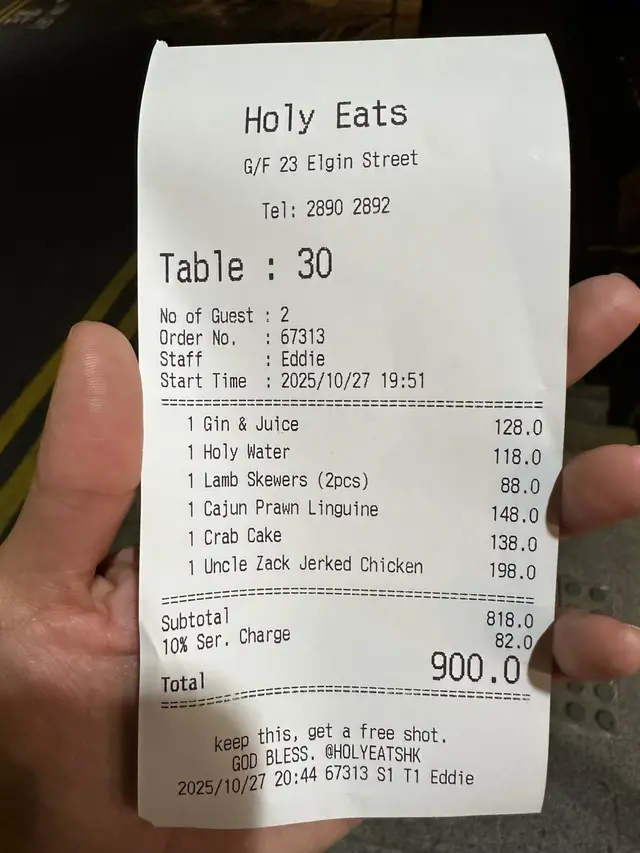 Holy Eats
G/F 23 Elgin Street
Tel: 2890 2892
Table : 30
No of Guest : 2
Order No. : 67313
Staff : Eddie
Start Time : 2025/10/27 19:51
================================================
1 Gin & Juice 128.0
1 Holy Water 118.0
1 Lamb Skewers (2pcs) 88.0
1 Cajun Prawn Linguine 148.0
1 Crab Cake 138.0
1 Uncle Zack Jerked Chicken 198.0
================================================
Subtotal 818.0
10% Ser. Charge 82.0
Total 900.0
================================================
keep this, get a free shot.
GOD BLESS. @HOLYEATSHK
2025/10/27 20:44 67313 S1 T1 Eddie